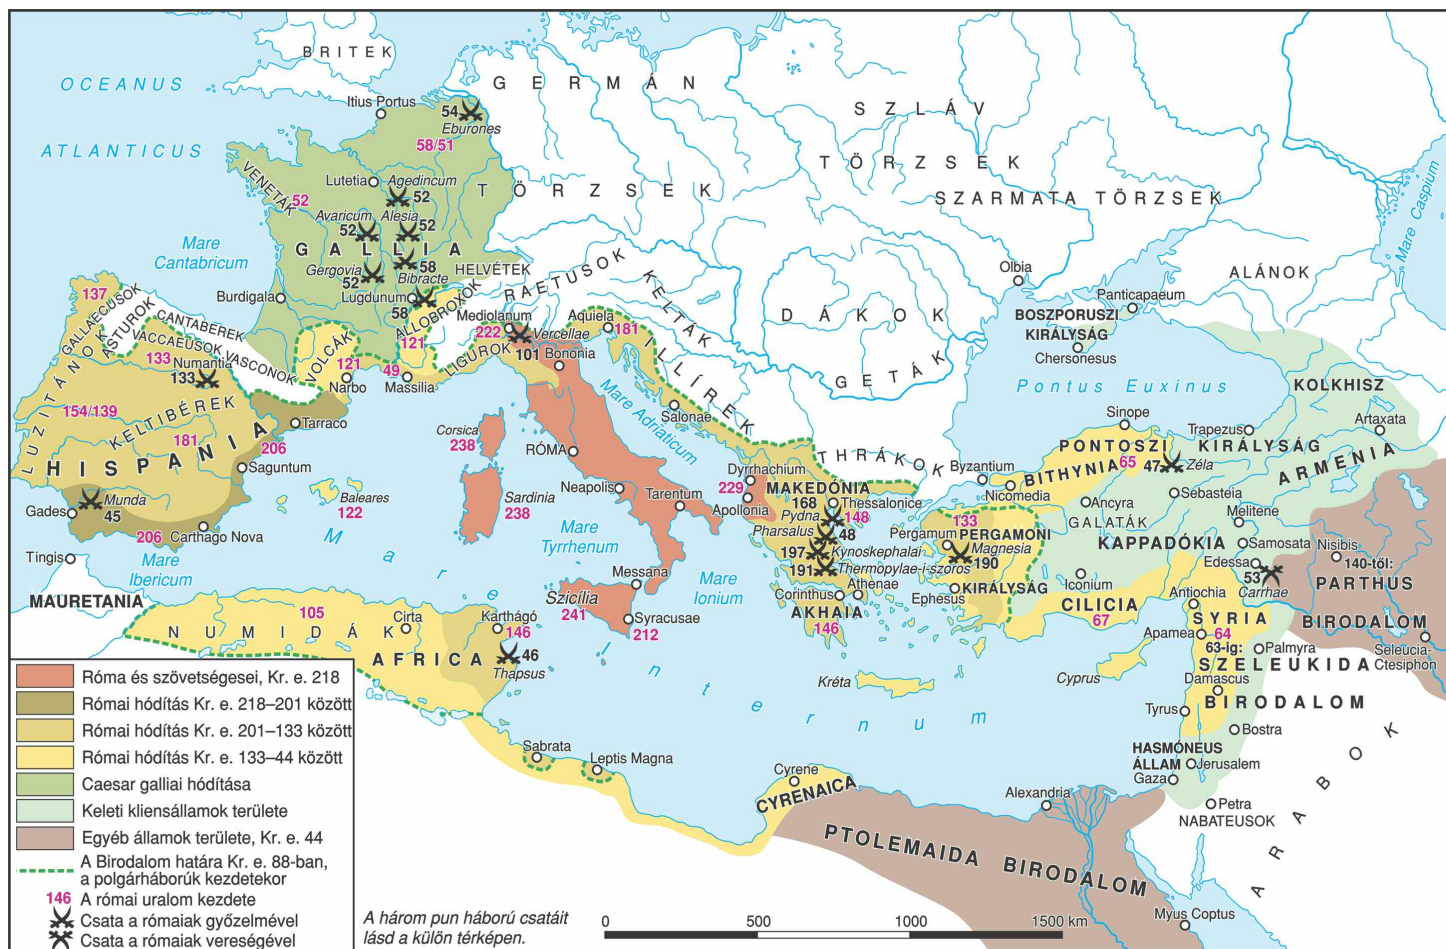 BRITEK
OCEANUS
ATLANTICUS
GERMÁN
TÖRZSEK
SZLÁV
TÖRZSEK
SZARMATA TÖRZSEK
Mare Caspium
Itius Portus
54
Eburones
58/51
VENETÁK
52
Lutetia
Agedincum
52
Avaricum
52
Alesia
52
GALLIA
Gergovia
52
58
Bibracte
HELVÉTEK
Lugdunum
58
ALLOBROXOK
121
Burdigala
Mare
Cantabricum
RAETUSOK
KELTÁK
DÁKOK
GETÁK
Olbia
ALÁNOK
Panticapaeum
BOSZPORUSZI
KIRÁLYSÁG
Chersonesus
Pontus Euxinus
KOLKHISZ
Artaxata
137
GALLAECUSOK
ASTUROK
CANTABEREK
VACCAEUSOK
VASCONOK
133
Numantia
133
LUZITÁNOK
154/139
KELTIBÉREK
181
HISPANIA
206
Tarraco
Saguntum
Munda
45
Gades
206
Carthago Nova
Baleares
122
Tingis
Mare
Ibericum
VOLCÁK
121
Narbo
49
Massilia
LIGUROK
Mediolanum
222
Vercellae
101
Bononia
Aquiela
181
ILLÍREK
Mare Adriaticum
Salonae
Corsica
238
RÓMA
Neapolis
Tarentum
Sardinia
238
Mare
Tyrrhenum
Messana
Szicília
241
Syracusae
212
Mare
Ionium
Mare Internum
Dyrrhachium
229
Apollonia
THRÁKOK
MAKEDÓNIA
168
Thessalonice
Pydna
148
Pharsalus
48
197
Kynoskephalai
191
Thermopylae-i-szoros
Athenae
Corinthus
AKHAIA
146
Kréta
Byzantium
Nicomedia
BITHYNIA
PONTOSZI KIRÁLYSÁG
65
Sinope
Trapezus
47
Zéla
ARMENIA
Ancyra
Sebasteia
GALATÁK
Melitene
KAPPADÓKIA
Samosata
Nisibis
Edessa
53
Carrhae
140-től:
PARTHUS
BIRODALOM
Seleucia-
Ctesiphon
133
Pergamum
PERGAMONI
Magnesia
190
KIRÁLYSÁG
Ephesus
Iconium
CILICIA
67
Antiochia
SYRIA
Apamea
64
63-ig:
Palmyra
SZELEUKIDA
BIRODALOM
Damascus
Cyprus
Tyrus
Bostra
HASMÓNEUS
ÁLLAM
Jerusalem
Gaza
Petra
NABATEUSOK
ARABOK
Alexandria
PTOLEMAIDA BIRODALOM
Myus Coptus
Cyrene
CYRENAICA
MAURETANIA
105
NUMIDÁK
Cirta
Karthágó
146
AFRICA
46
Thapsus
Sabrata
Leptis Magna
Róma és szövetségesei, Kr. e. 218
Római hódítás Kr. e. 218–201 között
Római hódítás Kr. e. 201–133 között
Római hódítás Kr. e. 133–44 között
Caesar galliai hódítása
Keleti kliensállamok területe
Egyéb államok területe, Kr. e. 44
A Birodalom határa Kr. e. 88-ban,
a polgárháborúk kezdetekor
146 A római uralom kezdete
Csata a rómaiak győzelmével
Csata a rómaiak vereségével
A három pun háború csatáit
lásd a külön térképen.
0 500 1000 1500 km